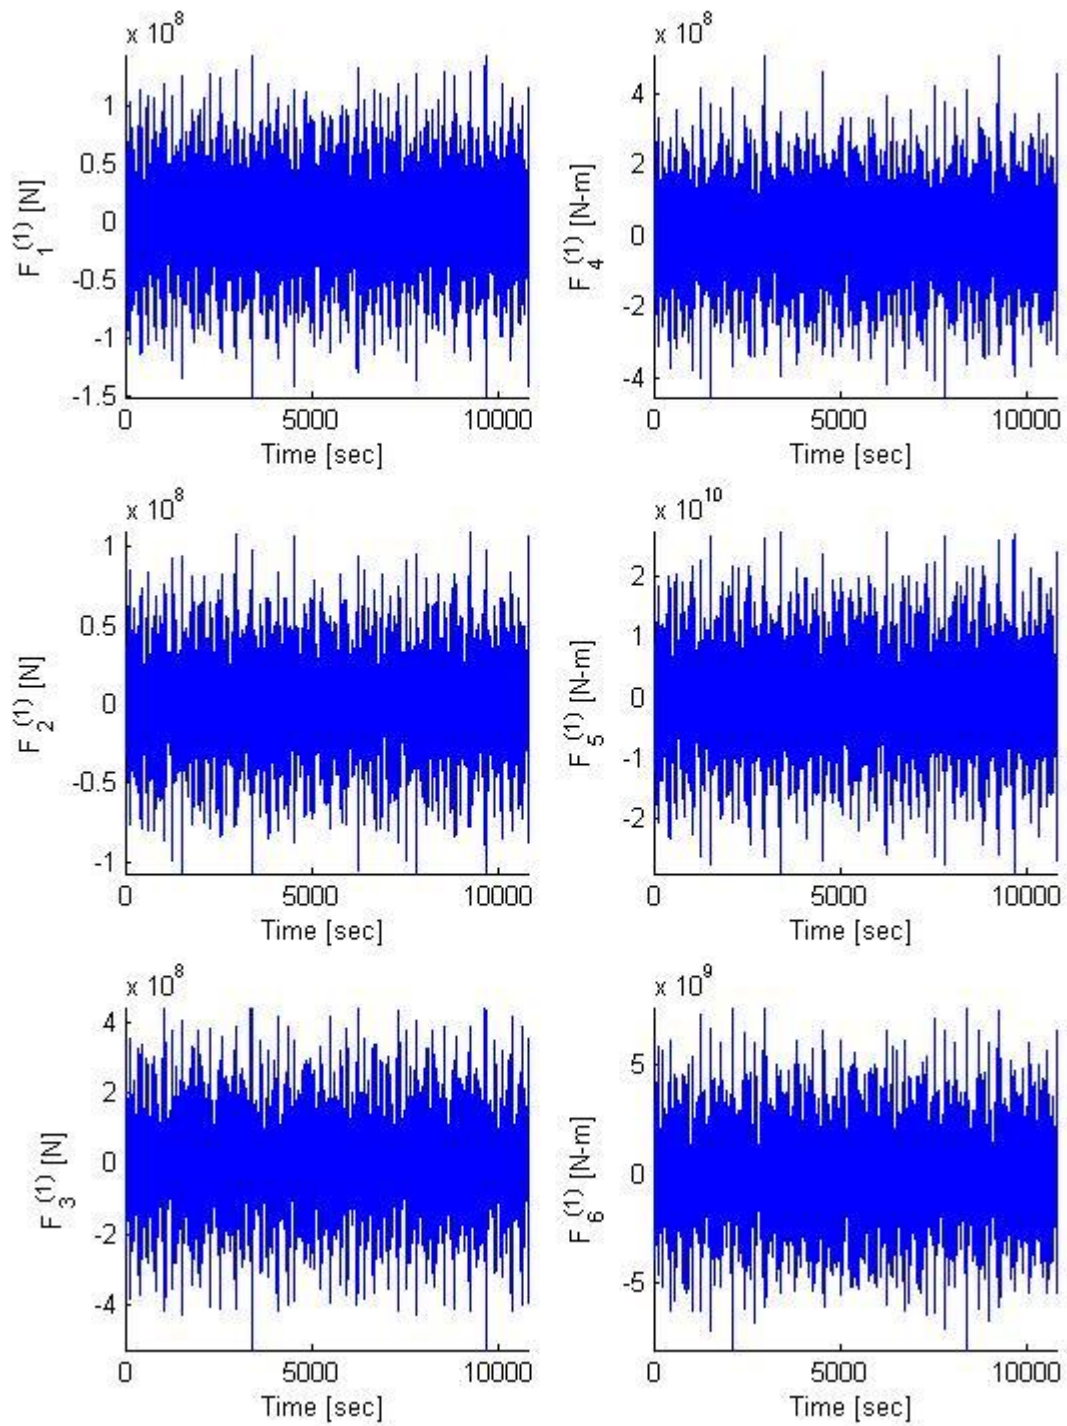 x 10^8
1
0.5
0
-0.5
-1
-1.5
F_1^(1) [N]
0 5000 10000
Time [sec]
x 10^8
4
2
0
-2
-4
F_4^(1) [N-m]
0 5000 10000
Time [sec]
x 10^8
1
0.5
0
-0.5
-1
F_2^(1) [N]
0 5000 10000
Time [sec]
x 10^10
2
1
0
-1
-2
F_5^(1) [N-m]
0 5000 10000
Time [sec]
x 10^8
4
2
0
-2
-4
F_3^(1) [N]
0 5000 10000
Time [sec]
x 10^9
5
0
-5
F_6^(1) [N-m]
0 5000 10000
Time [sec]